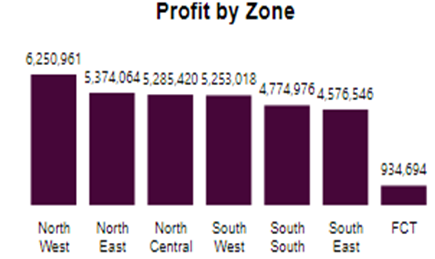 Profit by Zone
6,250,961
5,374,064 5,285,420 5,253,018
4,774,976 4,576,546
934,694
North North North South South South FCT
West East Central West South East